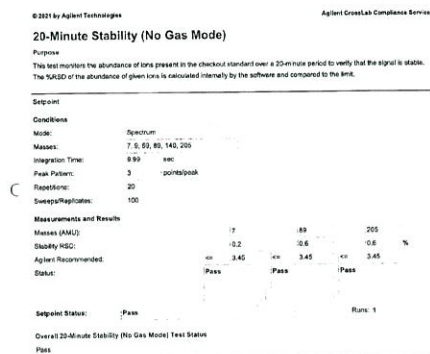 © 2021 by Agilent Technologies Agilent CrossLab Compliance Service
20-Minute Stability (No Gas Mode)
Purpose
This test monitors the abundance of ions present in the checkout standard over a 20-minute period to verify that the signal is stable.
The %RSD of the abundance of given ions is calculated internally by the software and compared to the limit.
Setpoint
Conditions
Mode: Spectrum
Masses: 7, 9, 59, 89, 140, 205
Integration Time: 9.99 sec
Peak Pattern: 3 points/peak
Repetitions: 20
Sweeps/Replicates: 100
Measurements and Results
Masses (AMU): 7 89 205
Stability RSD: 0.2 0.6 0.6 %
Agilent Recommended: <= 3.45 <= 3.45 <= 3.45
Status: Pass Pass Pass
Setpoint Status: Pass Runs: 1
Overall 20-Minute Stability (No Gas Mode) Test Status
Pass